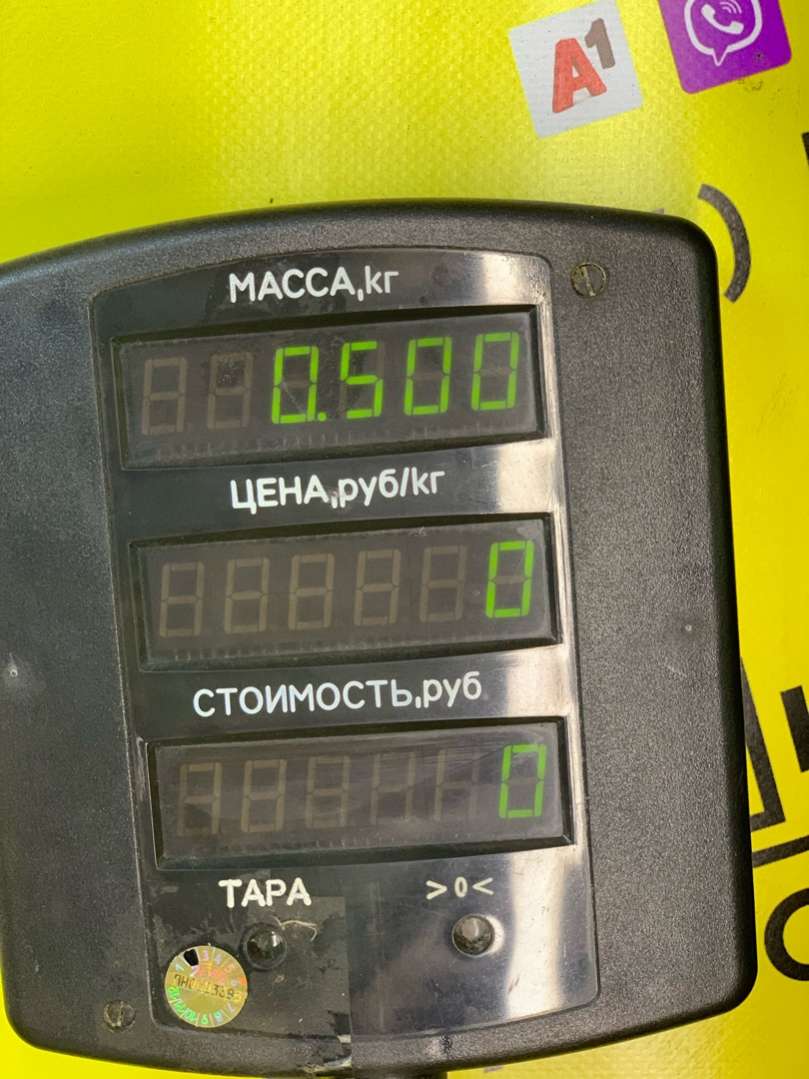 A1
МАССА,кг
0.500
ЦЕНА,руб/кг
0
СТОИМОСТЬ,руб
0
ТАРА >0<